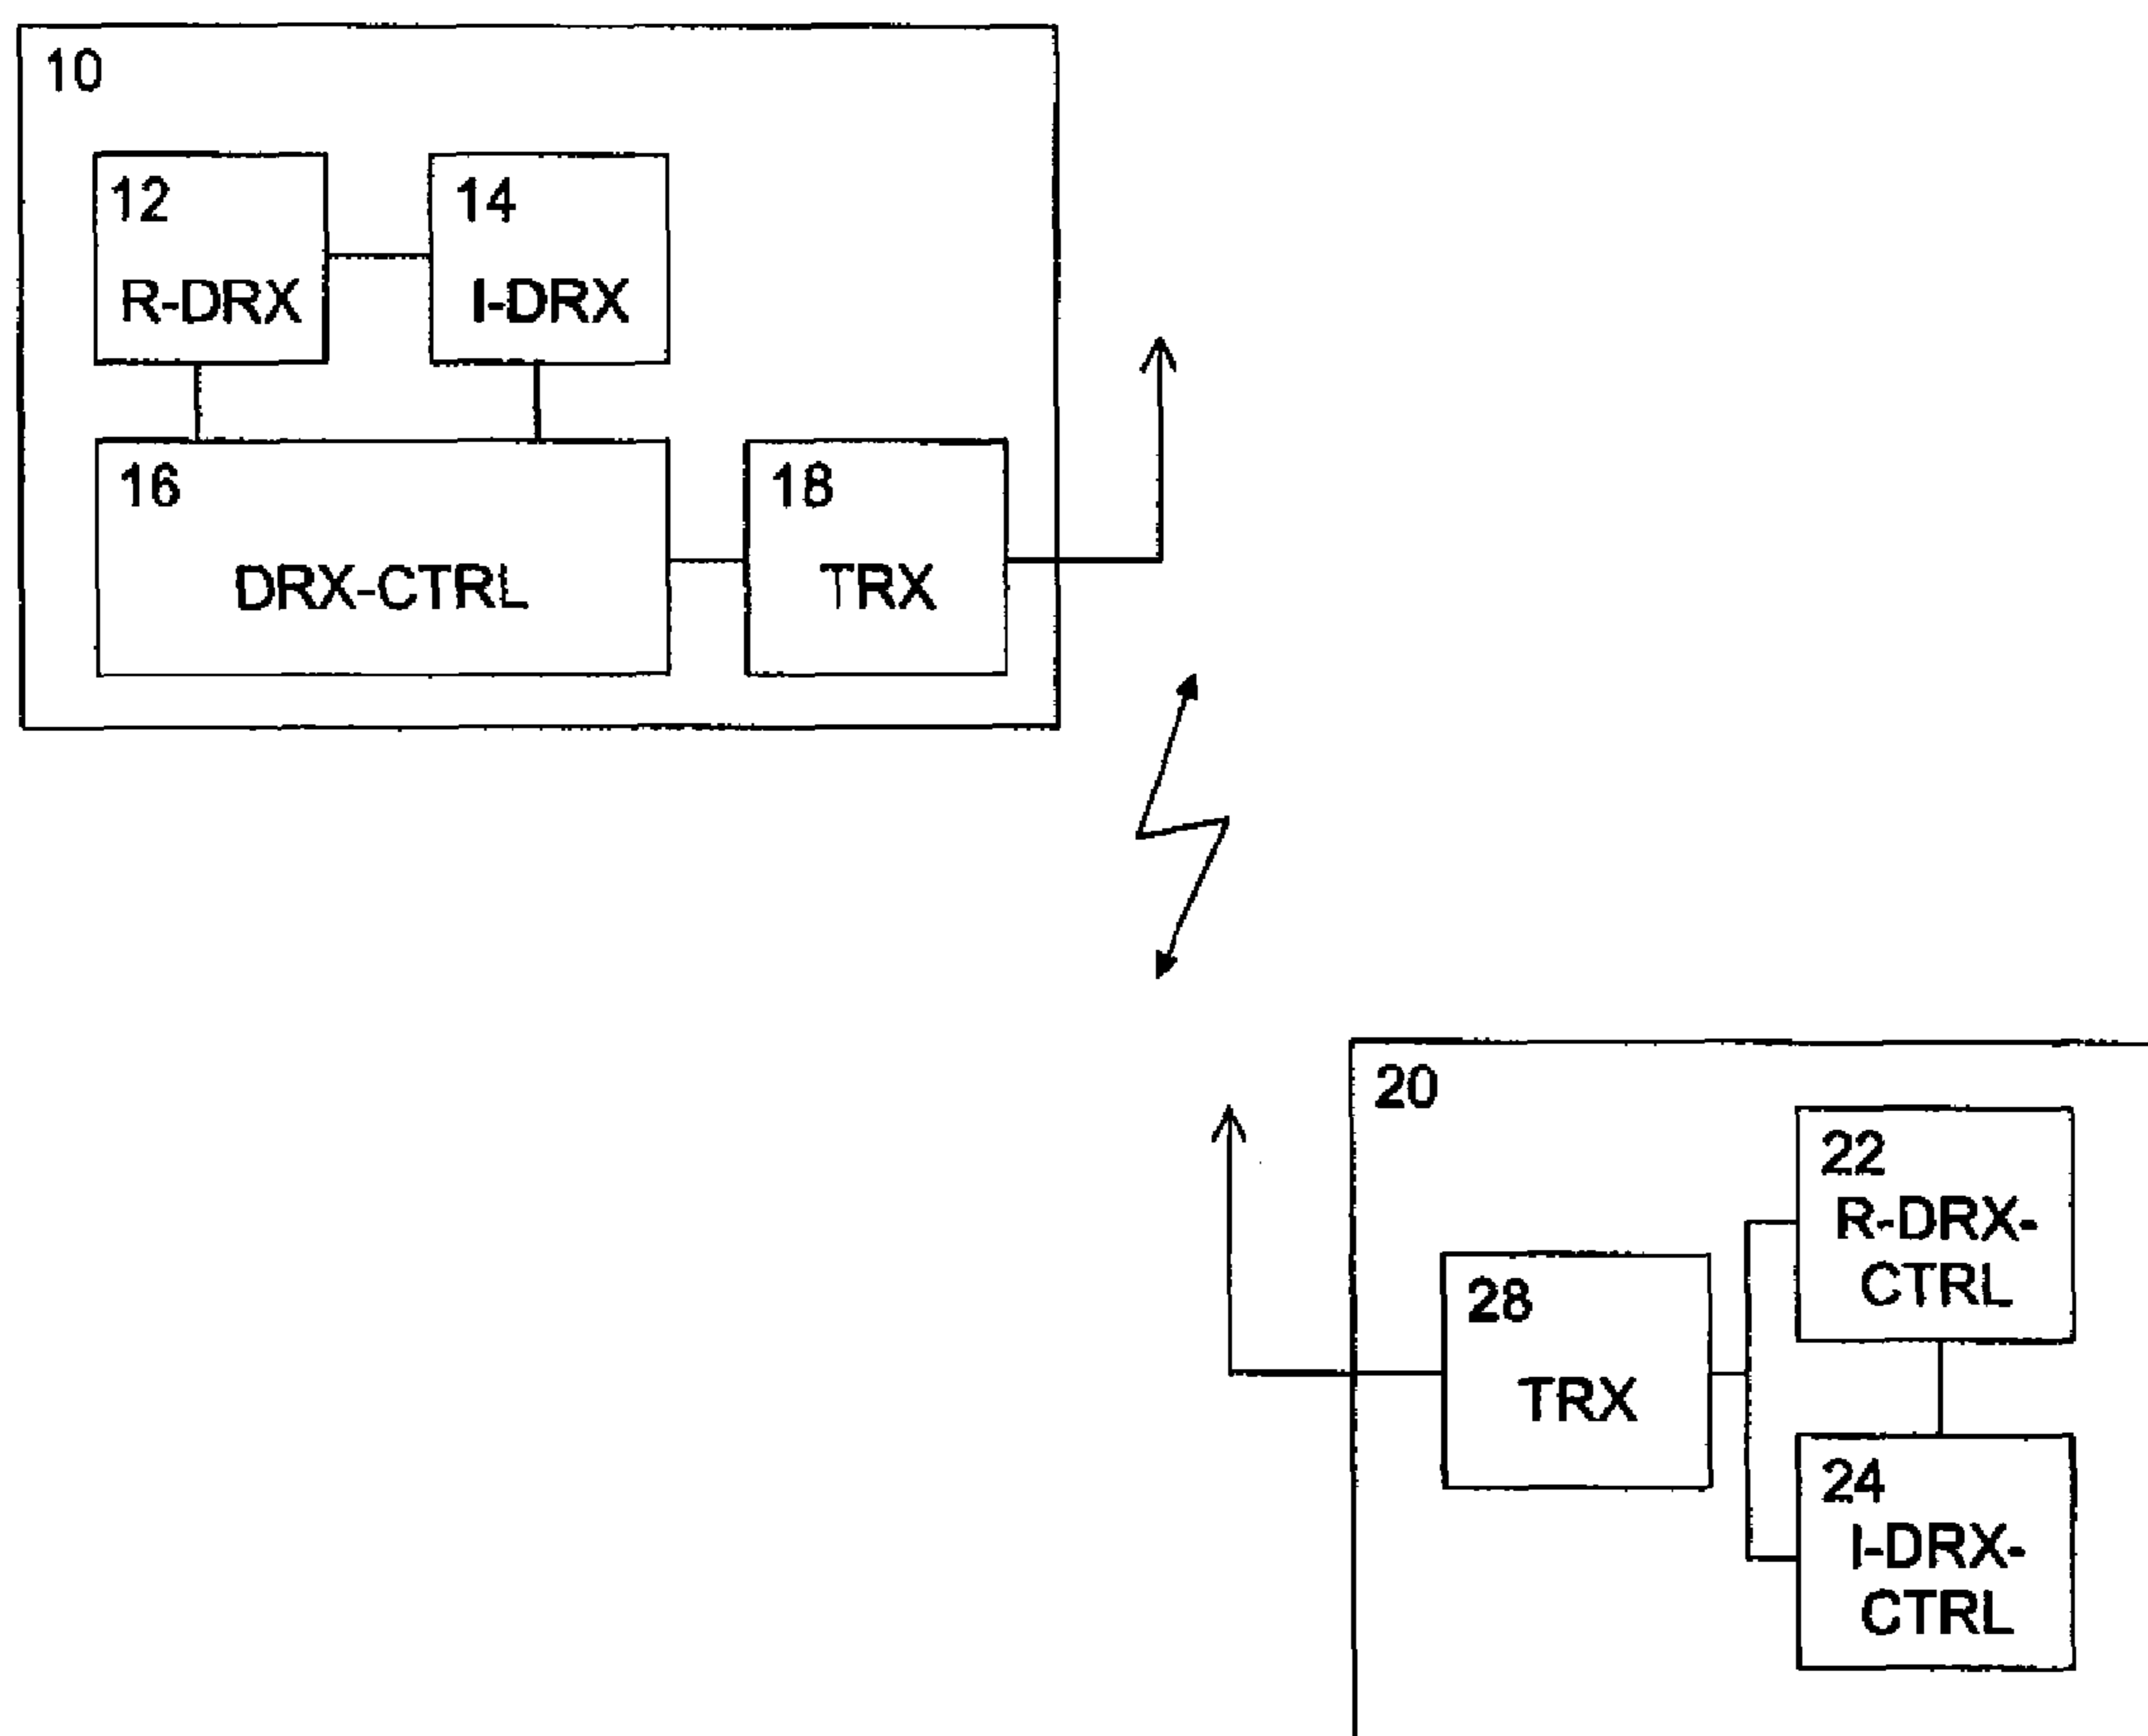 10
12
R-DRX
14
I-DRX
16
DRX-CTRL
18
TRX
20
22
R-DRX-
CTRL
28
TRX
24
I-DRX-
CTRL